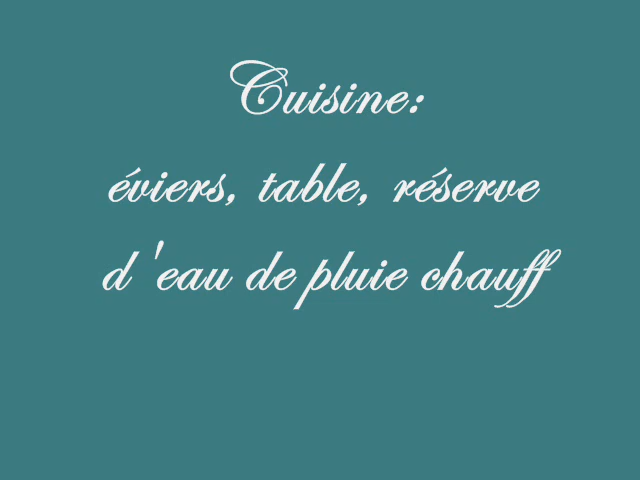 Cuisine:
éviers, table, réserve
d 'eau de pluie chauff